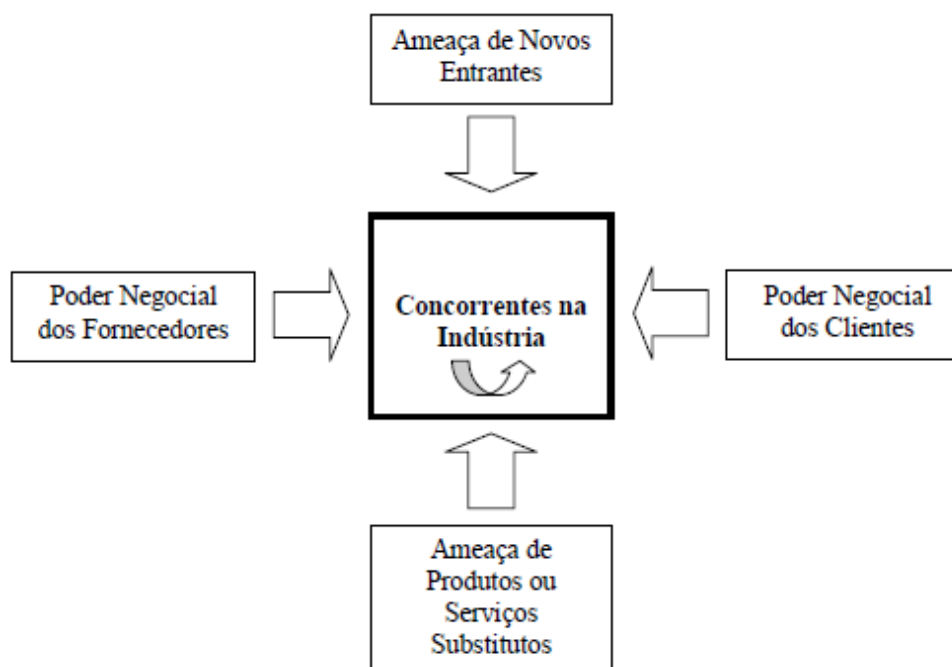 Ameaça de Novos
Entrantes
Poder Negocial
dos Fornecedores
Concorrentes na
Indústria
Poder Negocial
dos Clientes
Ameaça de
Produtos ou
Serviços
Substitutos